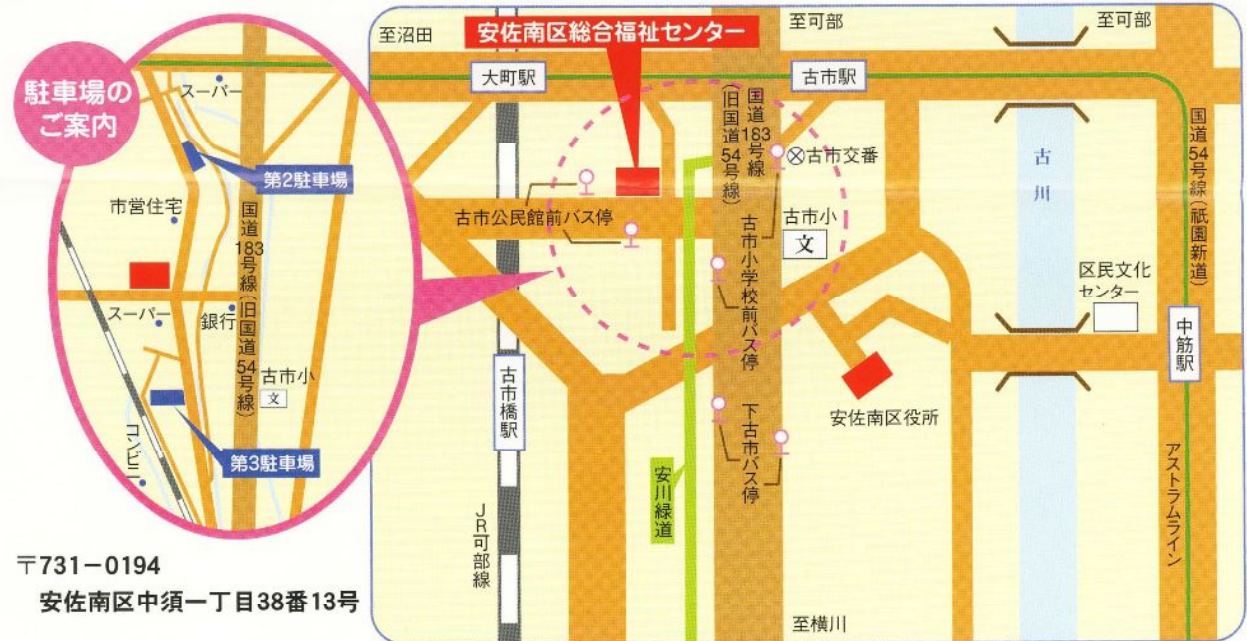 駐車場の
ご案内
スーパー
第2駐車場
市営住宅
国道183号線(旧国道54号線)
スーパー
銀行
古市小
文
第3駐車場
コンビニ
〒731-0194
安佐南区中須一丁目38番13号
至沼田
安佐南区総合福祉センター
至可部
至可部
大町駅
古市駅
国道183号線
(旧国道54号線)
古市交番
古川
国道54号線(祇園新道)
古市公民館前バス停
古市小
文
古市小学校前バス停
区民文化
センター
中筋駅
古市橋駅
安佐南区役所
下古市バス停
安川緑道
アストラムライン
JR可部線
至横川